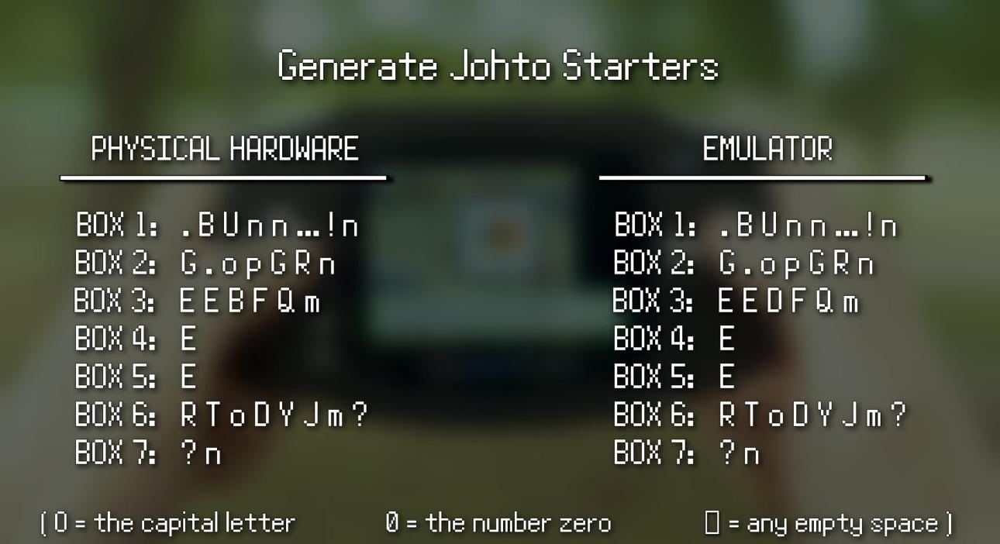 Generate Johto Starters
PHYSICAL HARDWARE
BOX 1: .BUnn…!n
BOX 2: G.opGRn
BOX 3: EEBFQm
BOX 4: E
BOX 5: E
BOX 6: RToDYJm?
BOX 7: ?n
EMULATOR
BOX 1: .BUnn…!n
BOX 2: G.opGRn
BOX 3: EEDFQm
BOX 4: E
BOX 5: E
BOX 6: RToDYJm?
BOX 7: ?n
( O = the capital letter 0 = the number zero □ = any empty space )